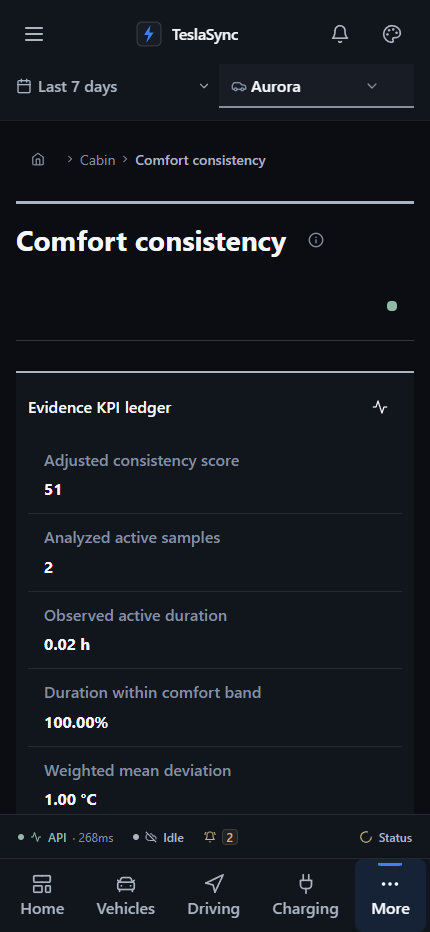 TeslaSync
Last 7 days
Aurora
Cabin
Comfort consistency
Comfort consistency
Evidence KPI ledger
Adjusted consistency score
51
Analyzed active samples
2
Observed active duration
0.02 h
Duration within comfort band
100.00%
Weighted mean deviation
1.00 °C
API · 268ms
Idle
2
Status
Home
Vehicles
Driving
Charging
More